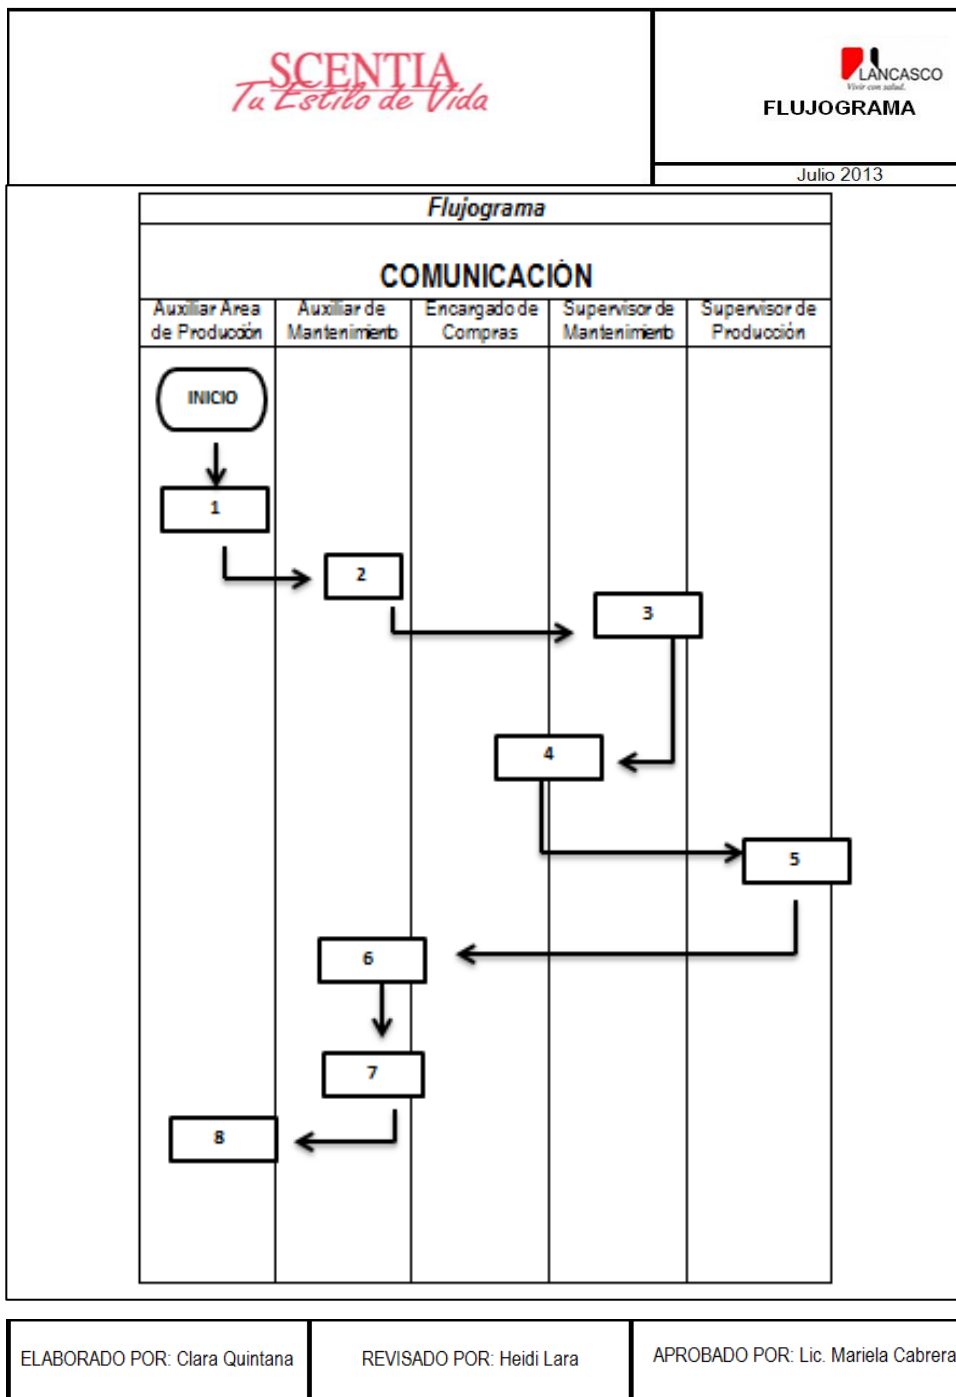 SCENTIA
Tu Estilo de Vida
LANCASCO
Vivir con salud.
FLUJOGRAMA
Julio 2013
Flujograma
COMUNICACIÓN
Auxiliar Area de Producción
Auxiliar de Mantenimiento
Encargado de Compras
Supervisor de Mantenimiento
Supervisor de Producción
INICIO
1
2
3
4
5
6
7
8
ELABORADO POR: Clara Quintana
REVISADO POR: Heidi Lara
APROBADO POR: Lic. Mariela Cabrera